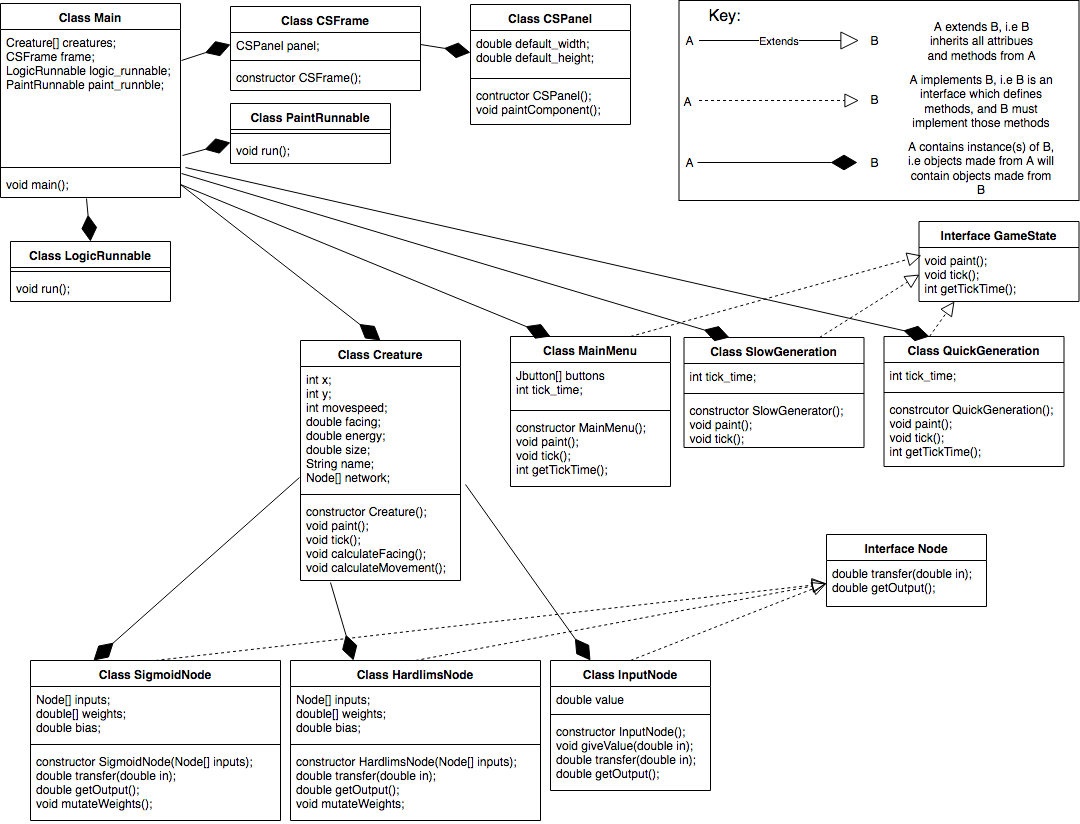 Class Main
Creature[] creatures;
CSFrame frame;
LogicRunnable logic_runnable;
PaintRunnable paint_runnble;
void main();
Class CSFrame
CSPanel panel;
constructor CSFrame();
Class CSPanel
double default_width;
double default_height;
contructor CSPanel();
void paintComponent();
Class PaintRunnable
void run();
Class LogicRunnable
void run();
Key:
A
Extends
B
A extends B, i.e B
inherits all attribues
and methods from A
A
B
A implements B, i.e B is an
interface which defines
methods, and B must
implement those methods
A
B
A contains instance(s) of B,
i.e objects made from A will
contain objects made from
B
Interface GameState
void paint();
void tick();
int getTickTime();
Class Creature
int x;
int y;
int movespeed;
double facing;
double energy;
double size;
String name;
Node[] network;
constructor Creature();
void paint();
void tick();
void calculateFacing();
void calculateMovement();
Class MainMenu
Jbutton[] buttons
int tick_time;
constructor MainMenu();
void paint();
void tick();
int getTickTime();
Class SlowGeneration
int tick_time;
constructor SlowGenerator();
void paint();
void tick();
Class QuickGeneration
int tick_time;
constrcutor QuickGeneration();
void paint();
void tick();
int getTickTime();
Interface Node
double transfer(double in);
double getOutput();
Class SigmoidNode
Node[] inputs;
double[] weights;
double bias;
constructor SigmoidNode(Node[] inputs);
double transfer(double in);
double getOutput();
void mutateWeights();
Class HardlimsNode
Node[] inputs;
double[] weights;
double bias;
constructor HardlimsNode(Node[] inputs);
double transfer(double in);
double getOutput();
void mutateWeights;
Class InputNode
double value
constructor InputNode();
void giveValue(double in);
double transfer(double in);
double getOutput();